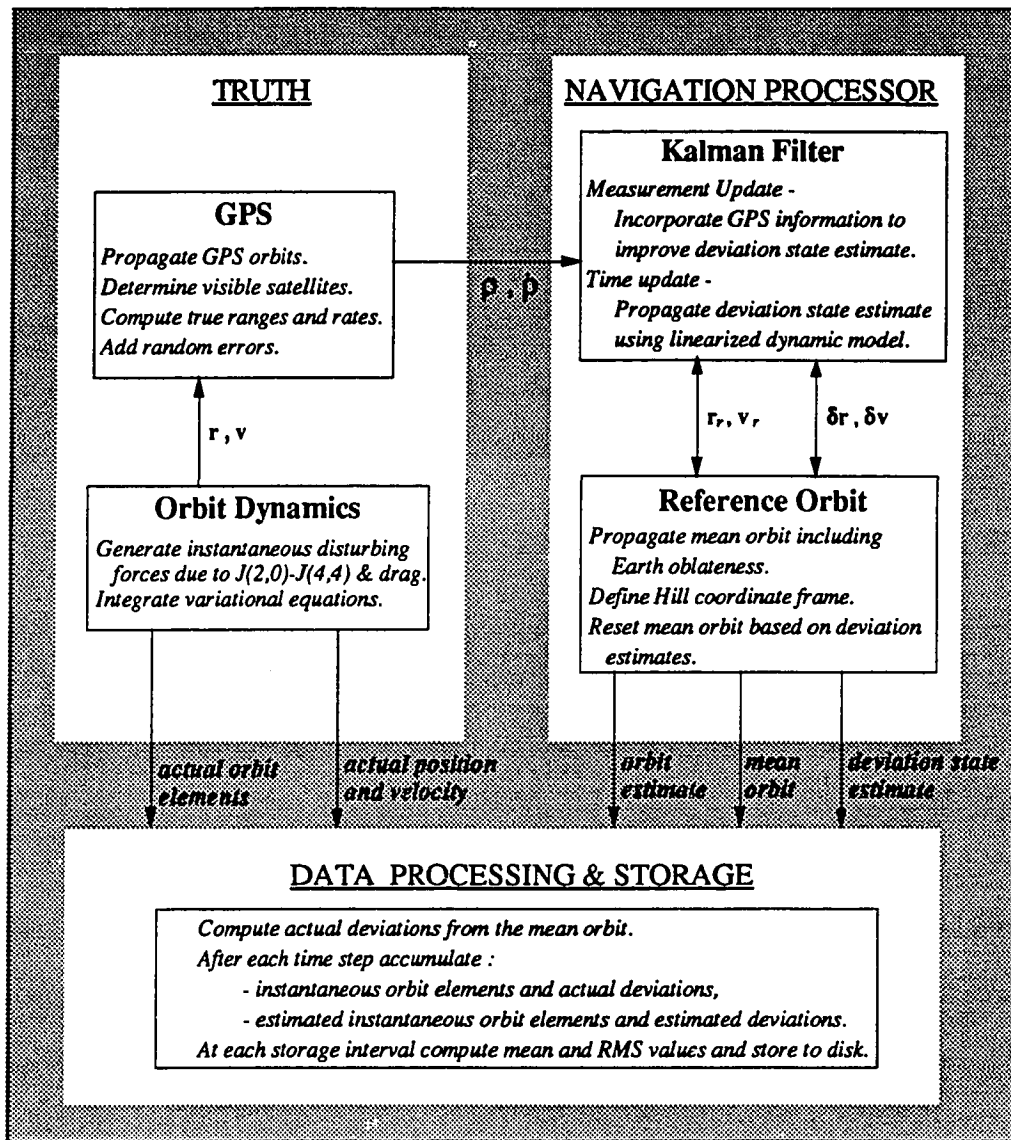 TRUTH
GPS
Propagate GPS orbits.
Determine visible satellites.
Compute true ranges and rates.
Add random errors.
r , v
Orbit Dynamics
Generate instantaneous disturbing
forces due to J(2,0)-J(4,4) & drag.
Integrate variational equations.
ρ , ρ̇
NAVIGATION PROCESSOR
Kalman Filter
Measurement Update -
Incorporate GPS information to
improve deviation state estimate.
Time update -
Propagate deviation state estimate
using linearized dynamic model.
rᵣ, vᵣ
δr , δv
Reference Orbit
Propagate mean orbit including
Earth oblateness.
Define Hill coordinate frame.
Reset mean orbit based on deviation
estimates.
actual orbit
elements
actual position
and velocity
orbit
estimate
mean
orbit
deviation state
estimate
DATA PROCESSING & STORAGE
Compute actual deviations from the mean orbit.
After each time step accumulate :
- instantaneous orbit elements and actual deviations,
- estimated instantaneous orbit elements and estimated deviations.
At each storage interval compute mean and RMS values and store to disk.